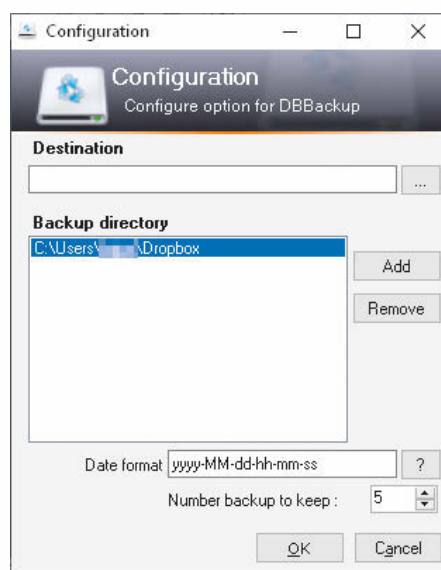 Configuration
Configuration
Configure option for DBBackup
Destination
...
Backup directory
C:\Users\ \Dropbox
Add
Remove
Date format yyyy-MM-dd-hh-mm-ss ?
Number backup to keep : 5
OK Cancel